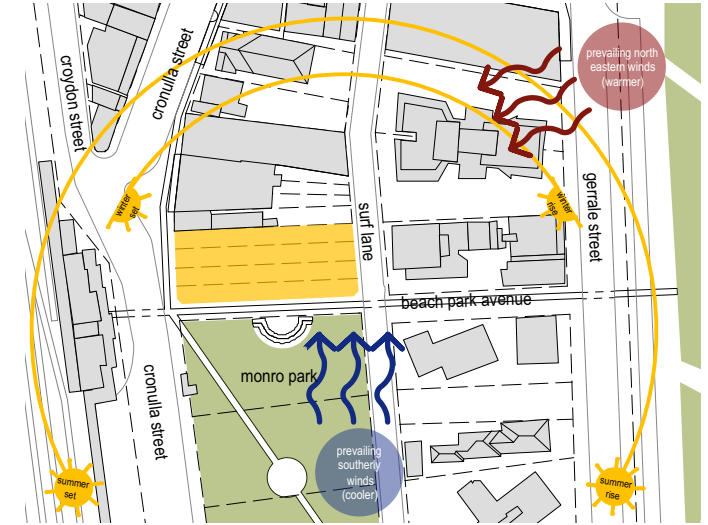 croydon street
cronulla street
prevailing north
eastern winds
(warmer)
winter
set
winter
rise
gerrale street
surf lane
beach park avenue
monro park
cronulla street
prevailing
southerly
winds
(cooler)
summer
set
summer
rise